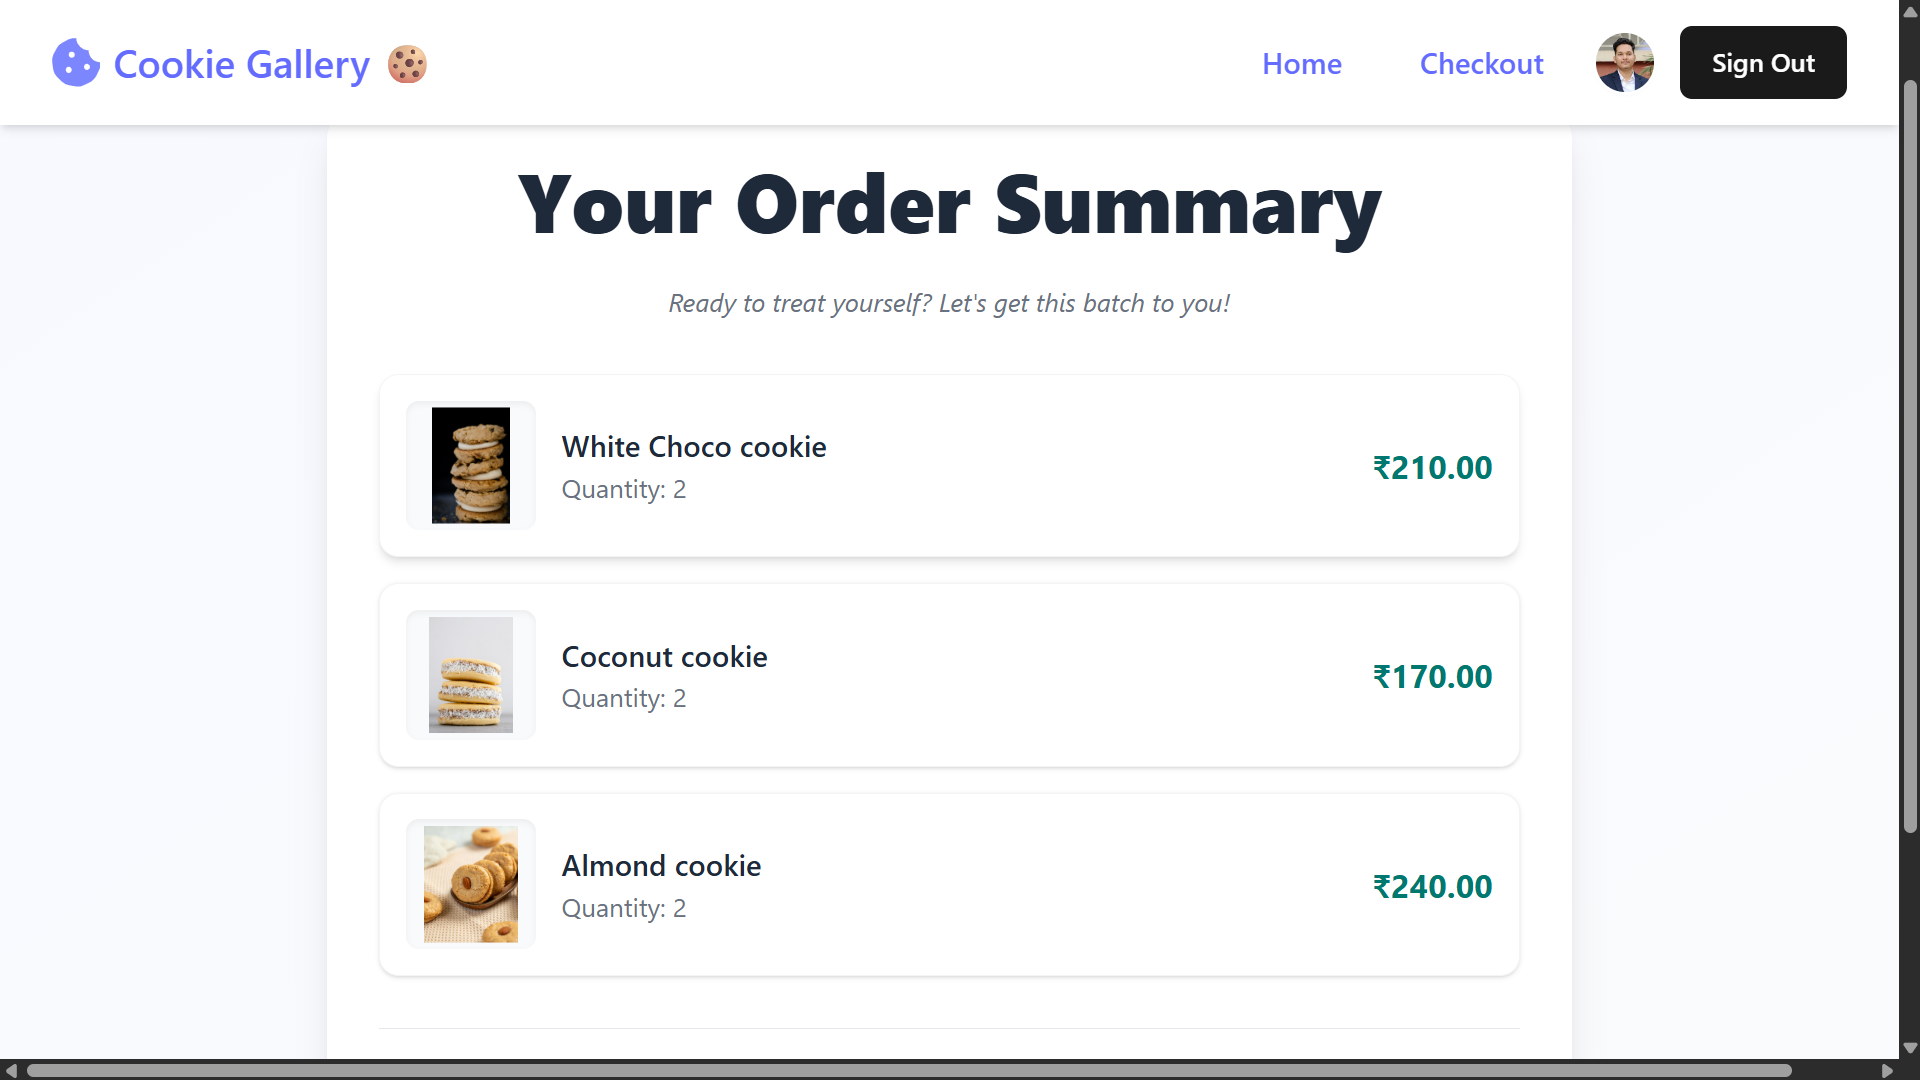 Cookie Gallery 🍪
Home
Checkout
Sign Out
Your Order Summary
Ready to treat yourself? Let's get this batch to you!
White Choco cookie
Quantity: 2
₹210.00
Coconut cookie
Quantity: 2
₹170.00
Almond cookie
Quantity: 2
₹240.00